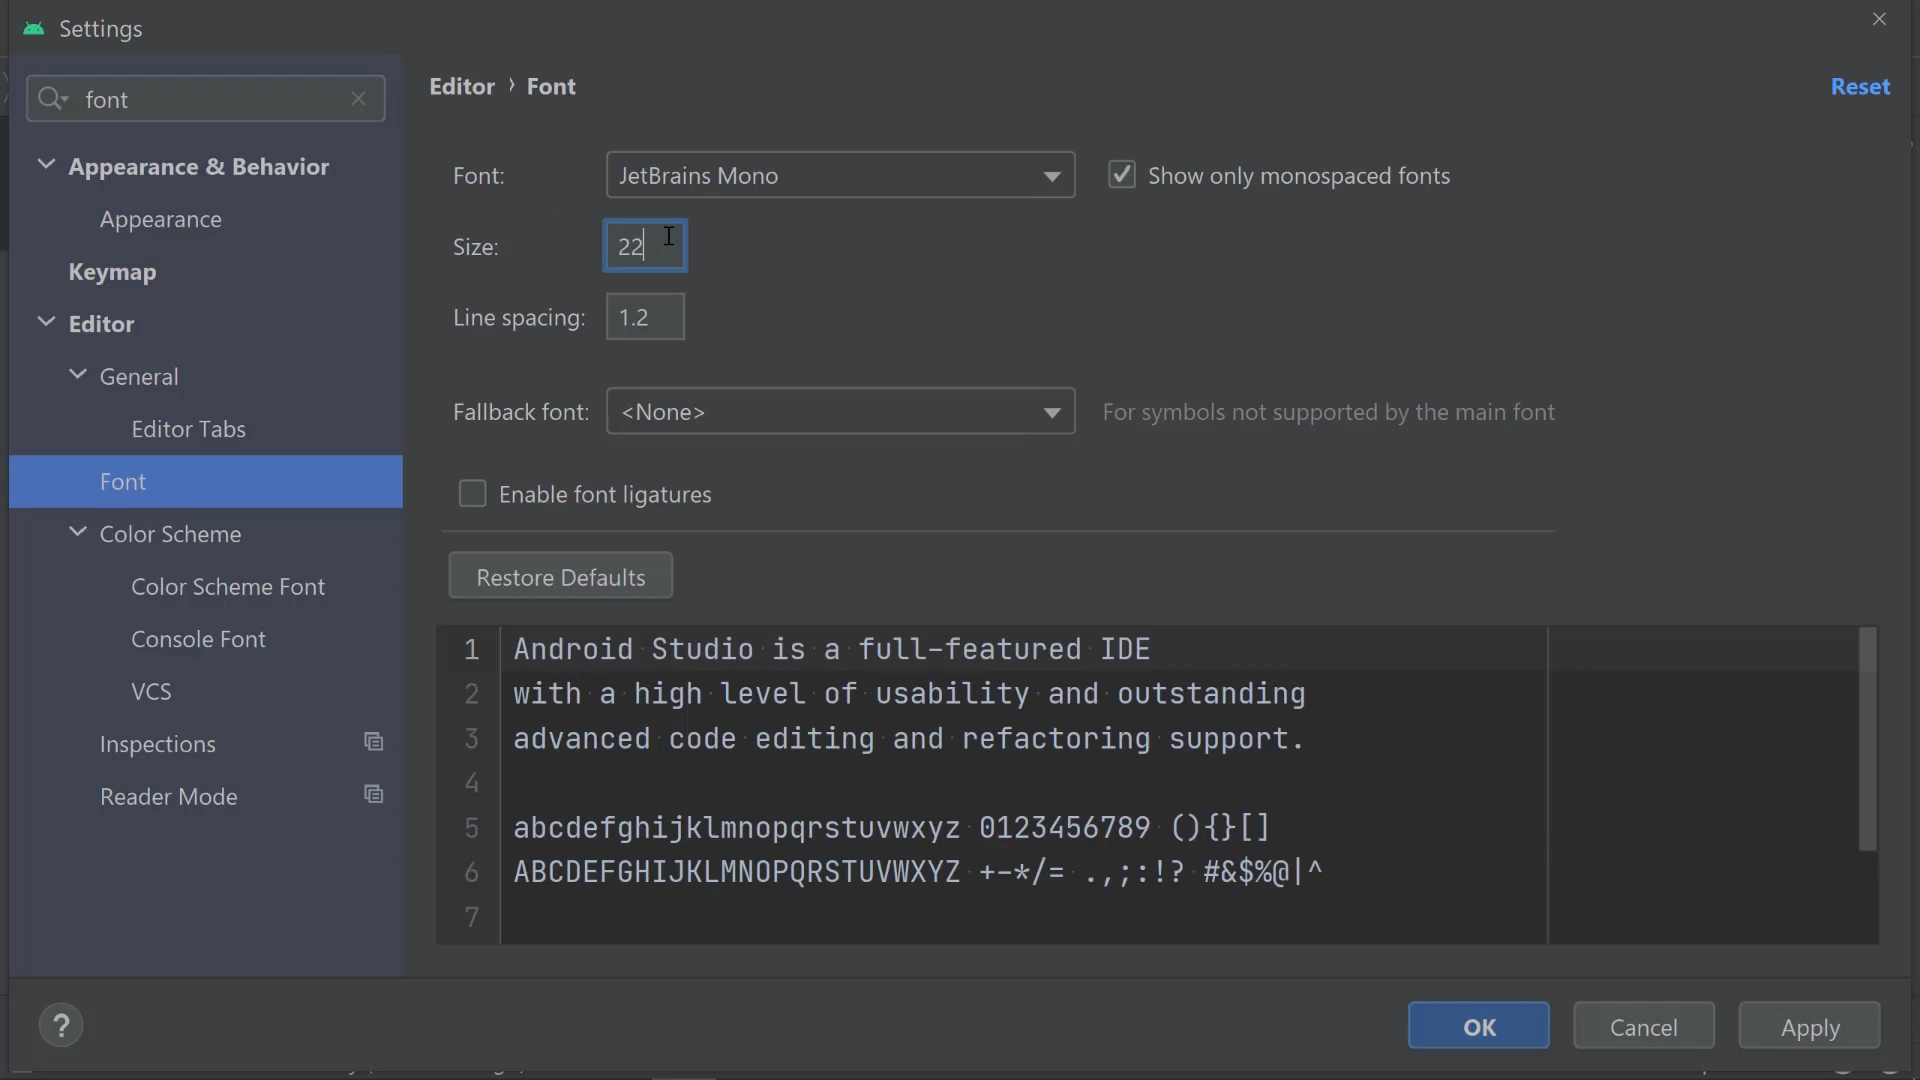 Settings
font
Appearance & Behavior
Appearance
Keymap
Editor
General
Editor Tabs
Font
Color Scheme
Color Scheme Font
Console Font
VCS
Inspections
Reader Mode
Editor › Font
Reset
Font: JetBrains Mono Show only monospaced fonts
Size: 22
Line spacing: 1.2
Fallback font: <None> For symbols not supported by the main font
Enable font ligatures
Restore Defaults
1 Android Studio is a full-featured IDE
2 with a high level of usability and outstanding
3 advanced code editing and refactoring support.
4
5 abcdefghijklmnopqrstuvwxyz 0123456789 (){}[]
6 ABCDEFGHIJKLMNOPQRSTUVWXYZ +-*/= .,;:!? #&$%@|^
7
?
OK Cancel Apply